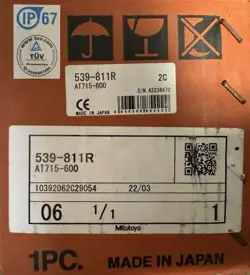 IP67
TÜV
539-811R 2C
AT715-600
MADE IN JAPAN
539-811R
AT715-600
10392062C29054 22/03
06 1/1 1
Mitutoyo
1PC. MADE IN JAPAN